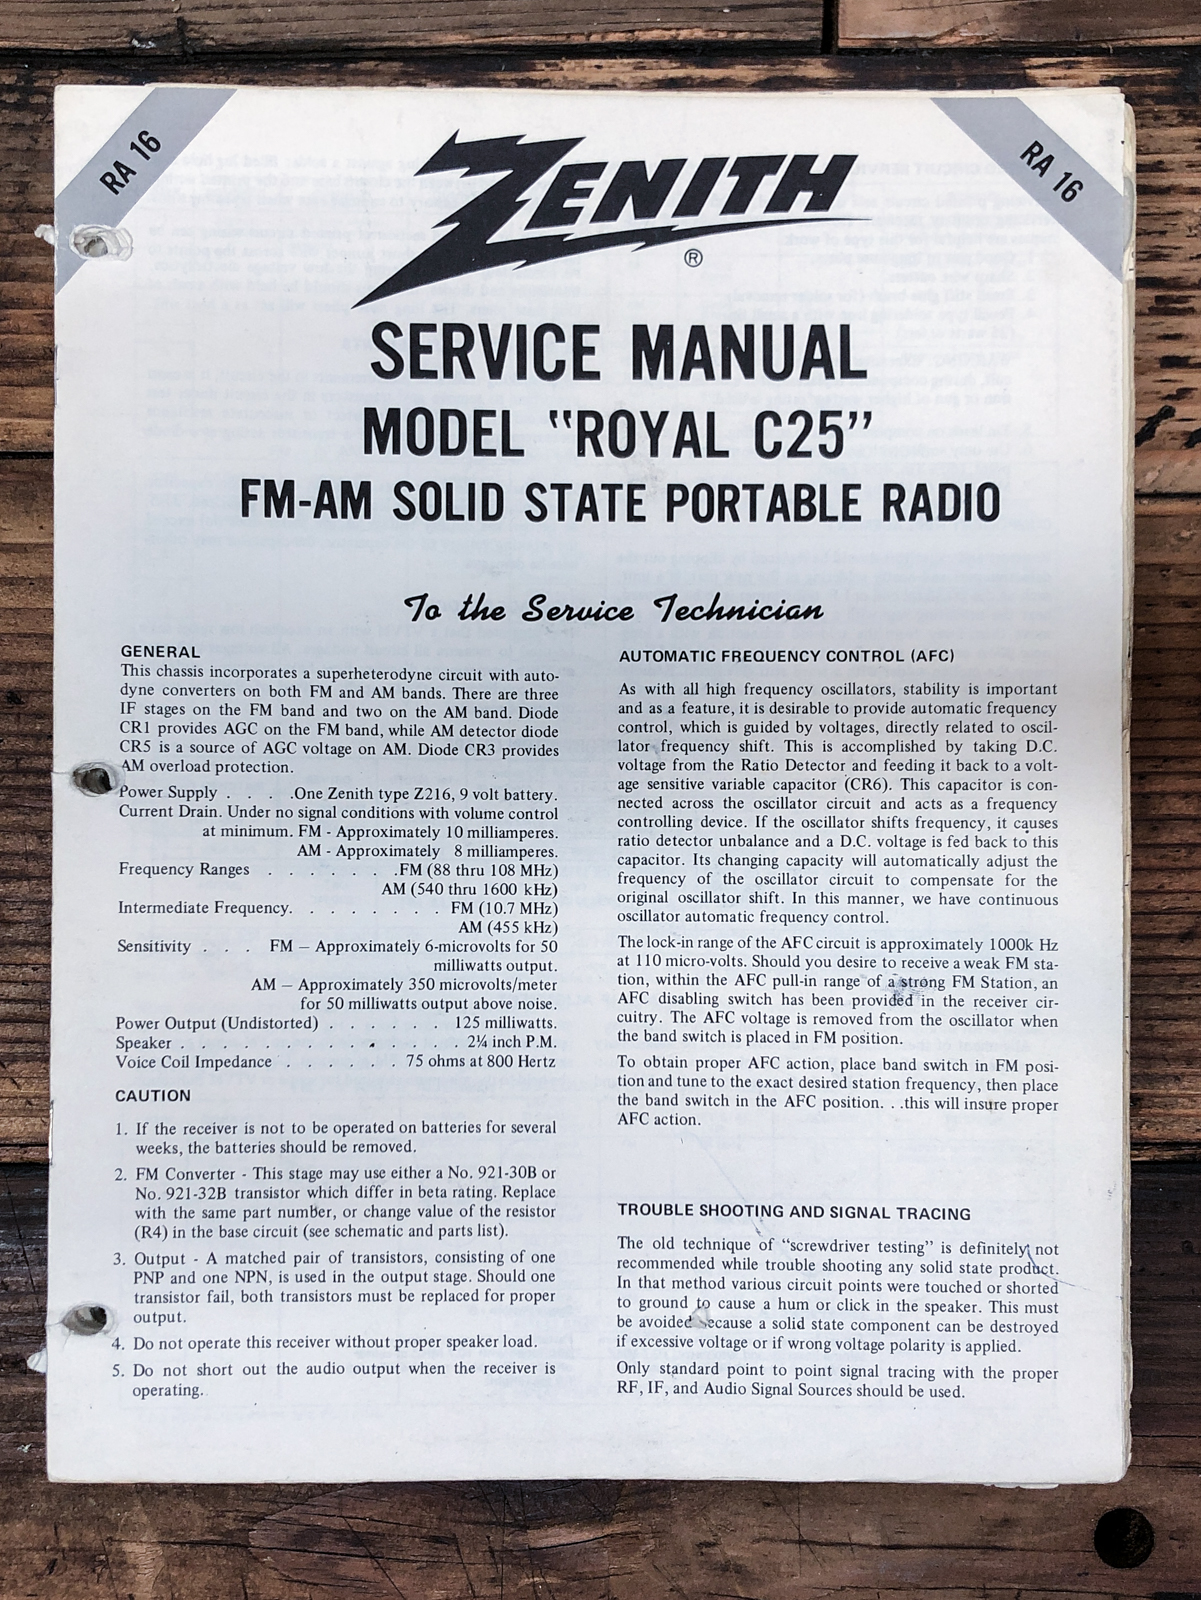 RA 16
RA 16
ZENITH
®
SERVICE MANUAL
MODEL "ROYAL C25"
FM-AM SOLID STATE PORTABLE RADIO
To the Service Technician
GENERAL
This chassis incorporates a superheterodyne circuit with auto-
dyne converters on both FM and AM bands. There are three
IF stages on the FM band and two on the AM band. Diode
CR1 provides AGC on the FM band, while AM detector diode
CR5 is a source of AGC voltage on AM. Diode CR3 provides
AM overload protection.
Power Supply . . . .One Zenith type Z216, 9 volt battery.
Current Drain. Under no signal conditions with volume control
at minimum. FM - Approximately 10 milliamperes.
AM - Approximately 8 milliamperes.
Frequency Ranges . . . . . . .FM (88 thru 108 MHz)
AM (540 thru 1600 kHz)
Intermediate Frequency. . . . . . . . FM (10.7 MHz)
AM (455 kHz)
Sensitivity . . . FM — Approximately 6-microvolts for 50
milliwatts output.
AM — Approximately 350 microvolts/meter
for 50 milliwatts output above noise.
Power Output (Undistorted) . . . . . . 125 milliwatts.
Speaker . . . . . . . . . . . . . . 2¼ inch P.M.
Voice Coil Impedance . . . . . . 75 ohms at 800 Hertz
CAUTION
1. If the receiver is not to be operated on batteries for several
weeks, the batteries should be removed.
2. FM Converter - This stage may use either a No. 921-30B or
No. 921-32B transistor which differ in beta rating. Replace
with the same part number, or change value of the resistor
(R4) in the base circuit (see schematic and parts list).
3. Output - A matched pair of transistors, consisting of one
PNP and one NPN, is used in the output stage. Should one
transistor fail, both transistors must be replaced for proper
output.
4. Do not operate this receiver without proper speaker load.
5. Do not short out the audio output when the receiver is
operating.
AUTOMATIC FREQUENCY CONTROL (AFC)
As with all high frequency oscillators, stability is important
and as a feature, it is desirable to provide automatic frequency
control, which is guided by voltages, directly related to oscil-
lator frequency shift. This is accomplished by taking D.C.
voltage from the Ratio Detector and feeding it back to a volt-
age sensitive variable capacitor (CR6). This capacitor is con-
nected across the oscillator circuit and acts as a frequency
controlling device. If the oscillator shifts frequency, it causes
ratio detector unbalance and a D.C. voltage is fed back to this
capacitor. Its changing capacity will automatically adjust the
frequency of the oscillator circuit to compensate for the
original oscillator shift. In this manner, we have continuous
oscillator automatic frequency control.
The lock-in range of the AFC circuit is approximately 1000k Hz
at 110 micro-volts. Should you desire to receive a weak FM sta-
tion, within the AFC pull-in range of a strong FM Station, an
AFC disabling switch has been provided in the receiver cir-
cuitry. The AFC voltage is removed from the oscillator when
the band switch is placed in FM position.
To obtain proper AFC action, place band switch in FM posi-
tion and tune to the exact desired station frequency, then place
the band switch in the AFC position. . .this will insure proper
AFC action.
TROUBLE SHOOTING AND SIGNAL TRACING
The old technique of "screwdriver testing" is definitely not
recommended while trouble shooting any solid state product.
In that method various circuit points were touched or shorted
to ground to cause a hum or click in the speaker. This must
be avoided because a solid state component can be destroyed
if excessive voltage or if wrong voltage polarity is applied.
Only standard point to point signal tracing with the proper
RF, IF, and Audio Signal Sources should be used.